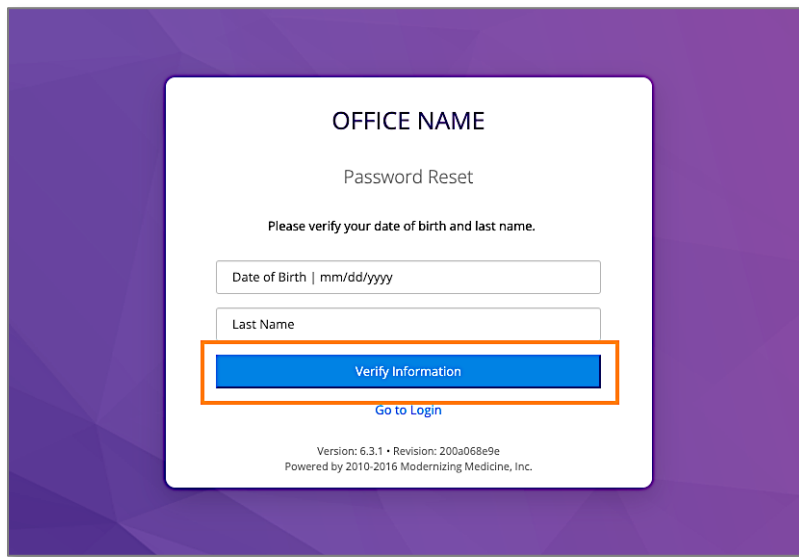 OFFICE NAME
Password Reset
Please verify your date of birth and last name.
Date of Birth | mm/dd/yyyy
Last Name
Verify Information
Go to Login
Version: 6.3.1 • Revision: 200a068e9e
Powered by 2010-2016 Modernizing Medicine, Inc.